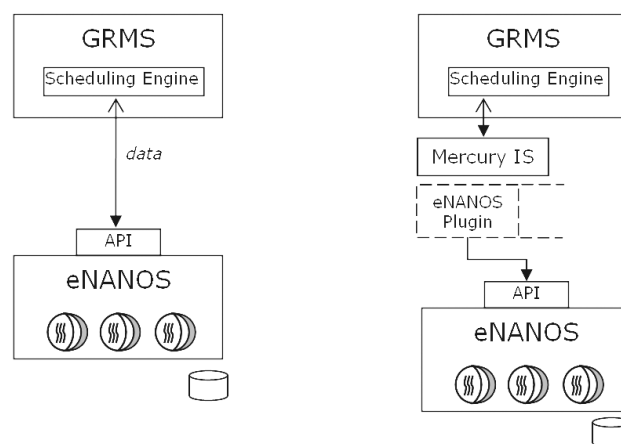 GRMS
Scheduling Engine
data
API
eNANOS
GRMS
Scheduling Engine
Mercury IS
eNANOS
Plugin
API
eNANOS